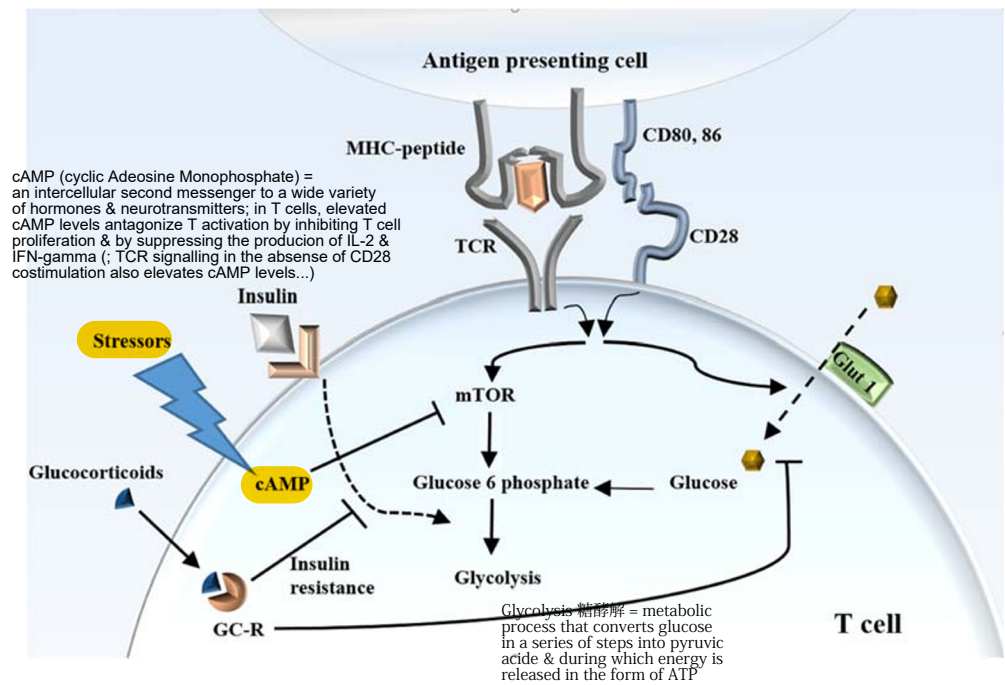 Antigen presenting cell
CD80, 86
MHC-peptide
cAMP (cyclic Adeosine Monophosphate) =
an intercellular second messenger to a wide variety
of hormones & neurotransmitters; in T cells, elevated
cAMP levels antagonize T activation by inhibiting T cell
proliferation & by suppressing the producion of IL-2 &
IFN-gamma (; TCR signalling in the absense of CD28
costimulation also elevates cAMP levels...)
TCR
CD28
Insulin
Stressors
Glut 1
mTOR
Glucocorticoids
cAMP
Glucose 6 phosphate
Glucose
Insulin
resistance
Glycolysis
GC-R
Glycolysis 糖酵解 = metabolic
process that converts glucose
in a series of steps into pyruvic
acide & during which energy is
released in the form of ATP
T cell